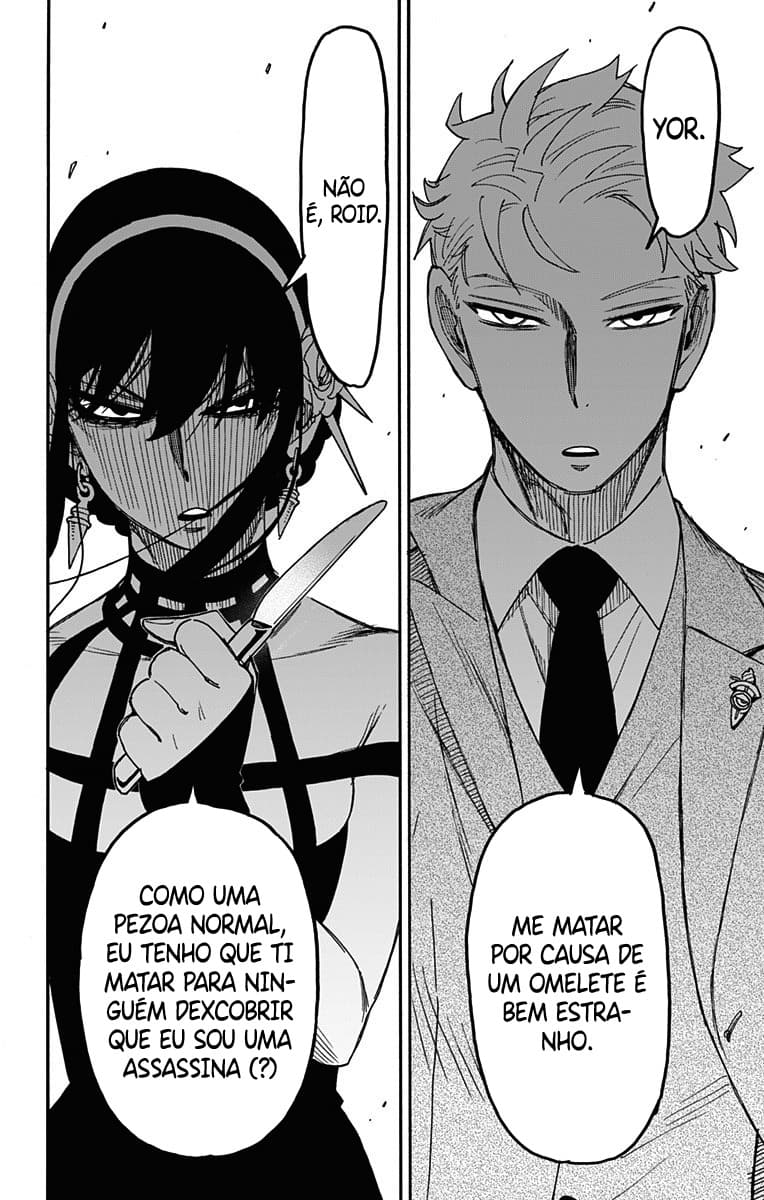 YOR.
ME MATAR
POR CAUSA DE
UM OMELETE É
BEM ESTRA-
NHO.
NÃO
É, ROID.
COMO UMA
PEZOA NORMAL,
EU TENHO QUE TI
MATAR PARA NIN-
GUÉM DEXCOBRIR
QUE EU SOU UMA
ASSASSINA (?)